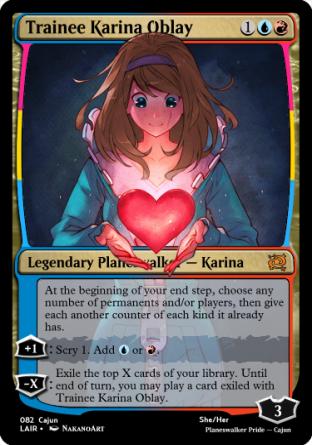 Trainee Karina Oblay 1
Legendary Planeswalker — Karina
At the beginning of your end step, choose any
number of permanents and/or players, then give
each another counter of each kind it already
has.
+1: Scry 1. Add or .
-X: Exile the top X cards of your library. Until
end of turn, you may play a card exiled with
Trainee Karina Oblay.
3
082 Cajun She/Her
LAIR • NakanoArt Planeswalker Pride — Cajun